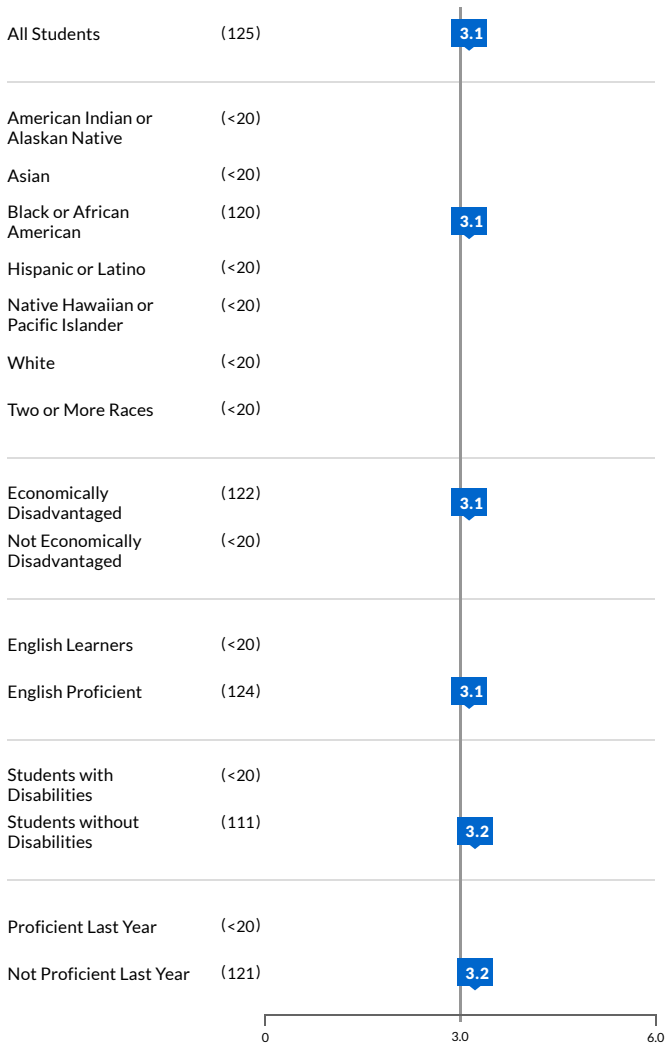 All Students (125) 3.1
American Indian or (<20)
Alaskan Native
Asian (<20)
Black or African (120) 3.1
American
Hispanic or Latino (<20)
Native Hawaiian or (<20)
Pacific Islander
White (<20)
Two or More Races (<20)
Economically (122) 3.1
Disadvantaged
Not Economically (<20)
Disadvantaged
English Learners (<20)
English Proficient (124) 3.1
Students with (<20)
Disabilities
Students without (111) 3.2
Disabilities
Proficient Last Year (<20)
Not Proficient Last Year (121) 3.2
0 3.0 6.0